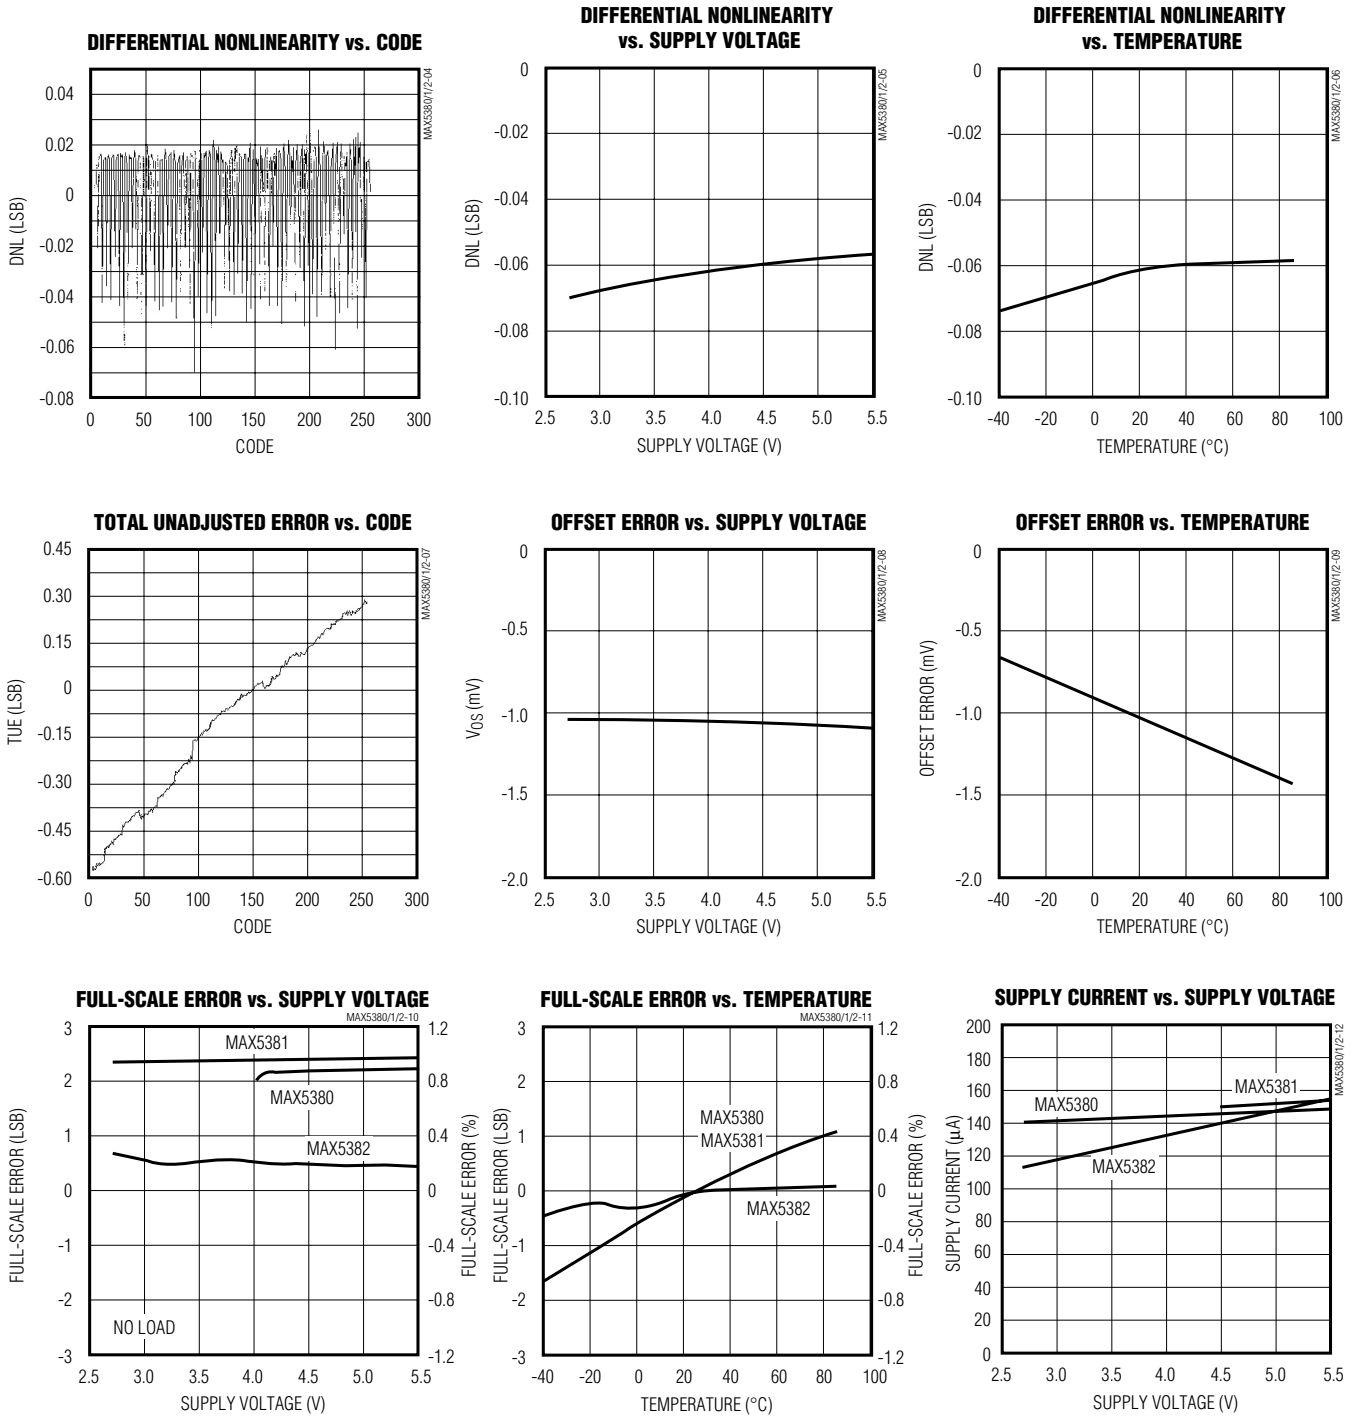 DIFFERENTIAL NONLINEARITY vs. CODE
MAX5380/1/2-04
0.04
0.02
0
-0.02
-0.04
-0.06
-0.08
DNL (LSB)
0 50 100 150 200 250 300
CODE
DIFFERENTIAL NONLINEARITY
vs. SUPPLY VOLTAGE
MAX5380/1/2-05
0
-0.02
-0.04
-0.06
-0.08
-0.10
DNL (LSB)
2.5 3.0 3.5 4.0 4.5 5.0 5.5
SUPPLY VOLTAGE (V)
DIFFERENTIAL NONLINEARITY
vs. TEMPERATURE
MAX5380/1/2-06
0
-0.02
-0.04
-0.06
-0.08
-0.10
DNL (LSB)
-40 -20 0 20 40 60 80 100
TEMPERATURE (°C)
TOTAL UNADJUSTED ERROR vs. CODE
MAX5380/1/2-07
0.45
0.30
0.15
0
-0.15
-0.30
-0.45
-0.60
TUE (LSB)
0 50 100 150 200 250 300
CODE
OFFSET ERROR vs. SUPPLY VOLTAGE
MAX5380/1/2-08
0
-0.5
-1.0
-1.5
-2.0
VOS (mV)
2.5 3.0 3.5 4.0 4.5 5.0 5.5
SUPPLY VOLTAGE (V)
OFFSET ERROR vs. TEMPERATURE
MAX5380/1/2-09
0
-0.5
-1.0
-1.5
-2.0
OFFSET ERROR (mV)
-40 -20 0 20 40 60 80 100
TEMPERATURE (°C)
FULL-SCALE ERROR vs. SUPPLY VOLTAGE
MAX5380/1/2-10
3
2
1
0
-1
-2
-3
FULL-SCALE ERROR (LSB)
MAX5381
MAX5380
MAX5382
NO LOAD
1.2
0.8
0.4
0
-0.4
-0.8
-1.2
FULL-SCALE ERROR (%)
2.5 3.0 3.5 4.0 4.5 5.0 5.5
SUPPLY VOLTAGE (V)
FULL-SCALE ERROR vs. TEMPERATURE
MAX5380/1/2-11
3
2
1
0
-1
-2
-3
FULL-SCALE ERROR (LSB)
MAX5380
MAX5381
MAX5382
1.2
0.8
0.4
0
-0.4
-0.8
-1.2
FULL-SCALE ERROR (%)
-40 -20 0 20 40 60 80 100
TEMPERATURE (°C)
SUPPLY CURRENT vs. SUPPLY VOLTAGE
MAX5380/1/2-12
200
180
160
140
120
100
80
60
40
20
0
SUPPLY CURRENT (µA)
MAX5381
MAX5380
MAX5382
2.5 3.0 3.5 4.0 4.5 5.0 5.5
SUPPLY VOLTAGE (V)